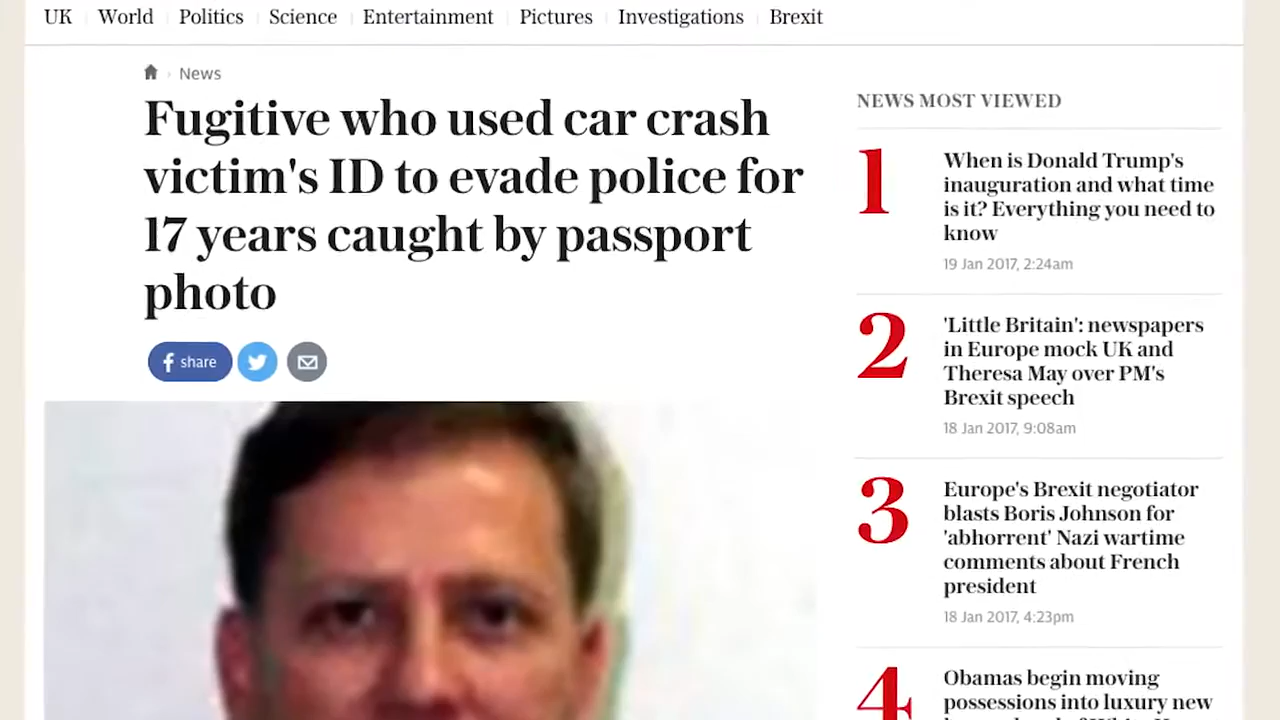 UK World Politics Science Entertainment Pictures Investigations Brexit
News
Fugitive who used car crash
victim's ID to evade police for
17 years caught by passport
photo
share
NEWS MOST VIEWED
1
When is Donald Trump's
inauguration and what time
is it? Everything you need to
know
19 Jan 2017, 2:24am
2
'Little Britain': newspapers
in Europe mock UK and
Theresa May over PM's
Brexit speech
18 Jan 2017, 9:08am
3
Europe's Brexit negotiator
blasts Boris Johnson for
'abhorrent' Nazi wartime
comments about French
president
18 Jan 2017, 4:23pm
4
Obamas begin moving
possessions into luxury new